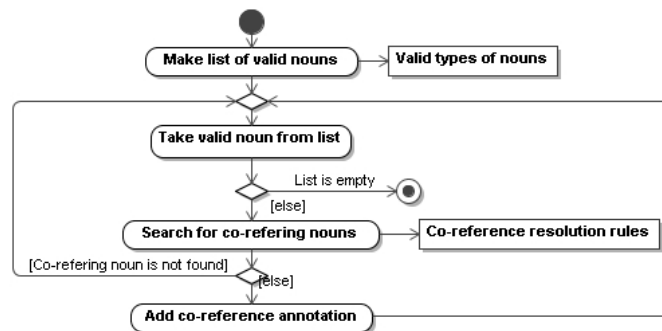 Make list of valid nouns
Valid types of nouns
Take valid noun from list
List is empty
[else]
Search for co-refering nouns
Co-reference resolution rules
[Co-refering noun is not found]
[else]
Add co-reference annotation